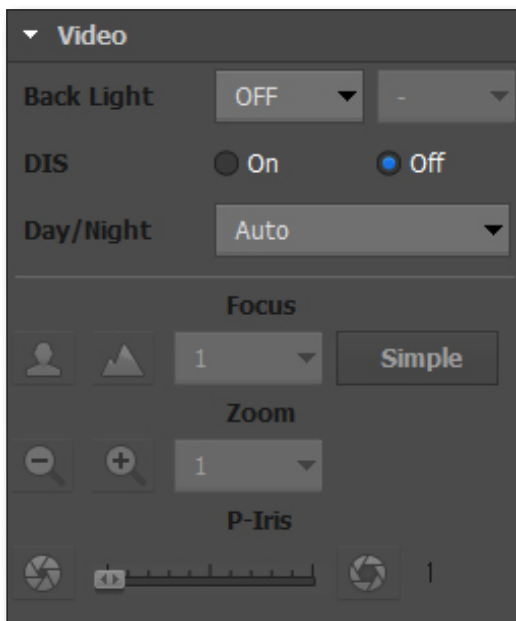 Video
Back Light OFF -
DIS On Off
Day/Night Auto
Focus
1 Simple
Zoom
1
P-Iris
1